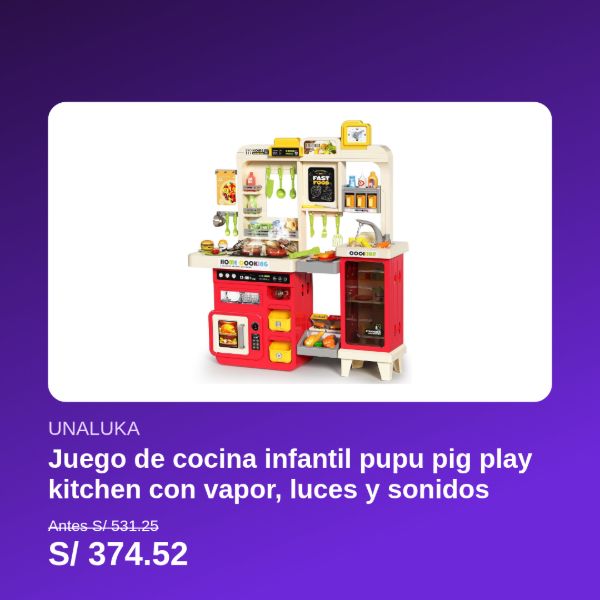 FAST
FOOD
COOKING
HOME COOKING
UNALUKA
Juego de cocina infantil pupu pig play
kitchen con vapor, luces y sonidos
Antes S/ 531.25
S/ 374.52